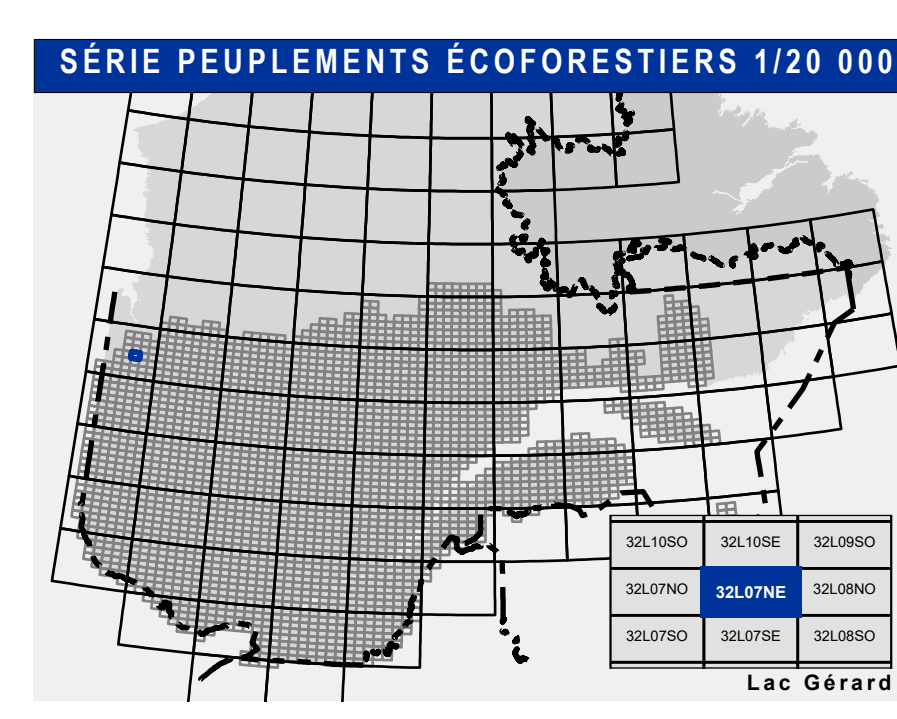 SÉRIE PEUPLEMENTS ÉCOFORESTIERS 1/20 000
32L10SO 32L10SE 32L09SO
32L07NO 32L07NE 32L08NO
32L07SO 32L07SE 32L08SO
Lac Gérard